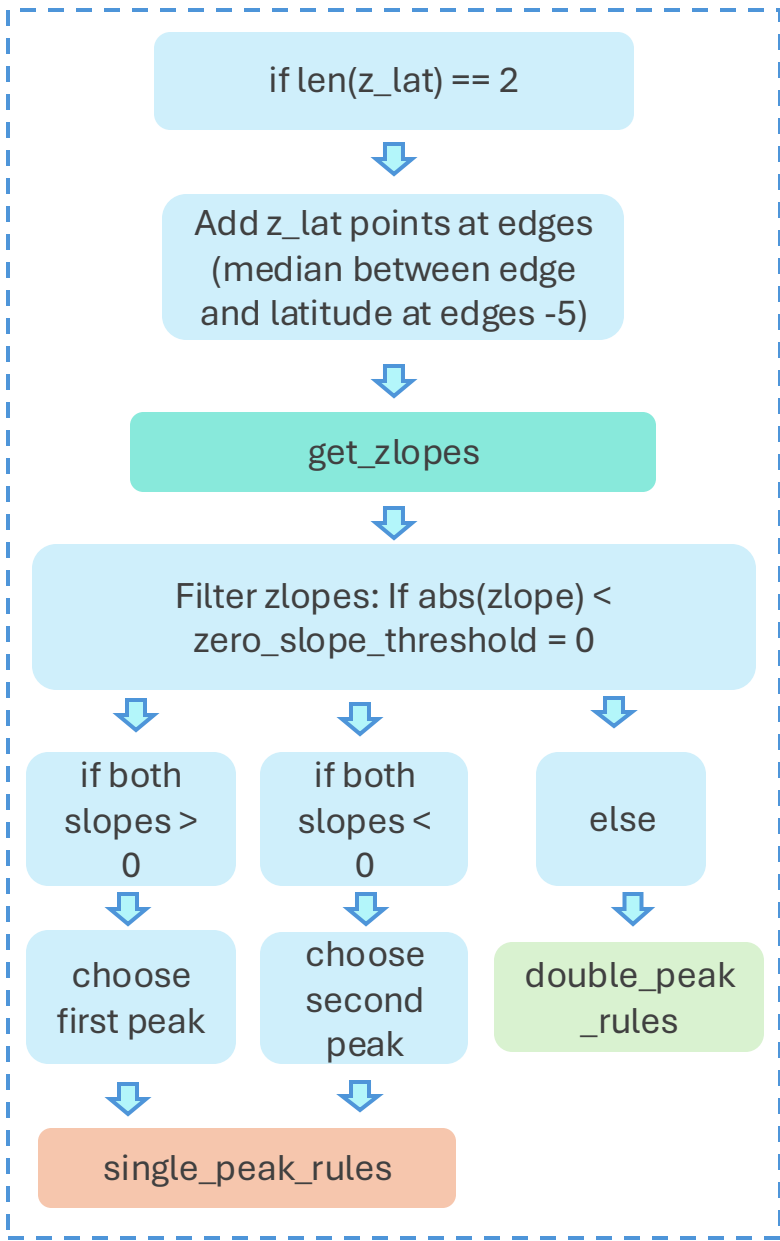 if len(z_lat) == 2
Add z_lat points at edges
(median between edge
and latitude at edges -5)
get_zlopes
Filter zlopes: If abs(zlope) <
zero_slope_threshold = 0
if both
slopes >
0
if both
slopes <
0
else
choose
first peak
choose
second
peak
double_peak
_rules
single_peak_rules